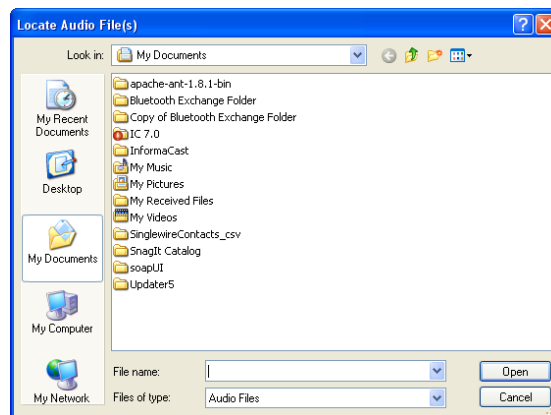 Locate Audio File(s)
Look in:
My Documents
My Recent
Documents
Desktop
My Documents
My Computer
My Network
apache-ant-1.8.1-bin
Bluetooth Exchange Folder
Copy of Bluetooth Exchange Folder
IC 7.0
InformaCast
My Music
My Pictures
My Received Files
My Videos
SinglewireContacts_csv
SnagIt Catalog
soapUI
Updater5
File name:
Open
Files of type:
Audio Files
Cancel